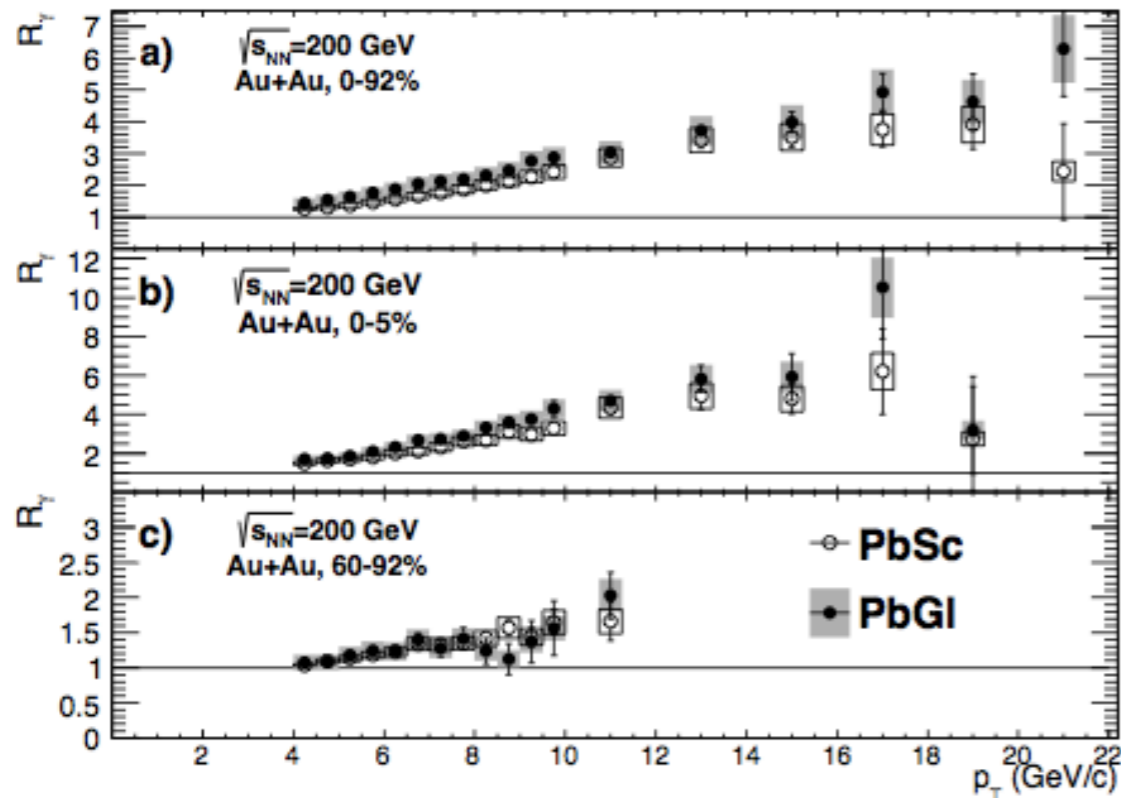 Rγ
7
6
5
4
3
2
1
a)
√sNN=200 GeV
Au+Au, 0-92%
Rγ
12
10
8
6
4
2
b)
√sNN=200 GeV
Au+Au, 0-5%
Rγ
3
2.5
2
1.5
1
0.5
0
c)
√sNN=200 GeV
Au+Au, 60-92%
PbSc
PbGl
2 4 6 8 10 12 14 16 18 20 22
pT (GeV/c)